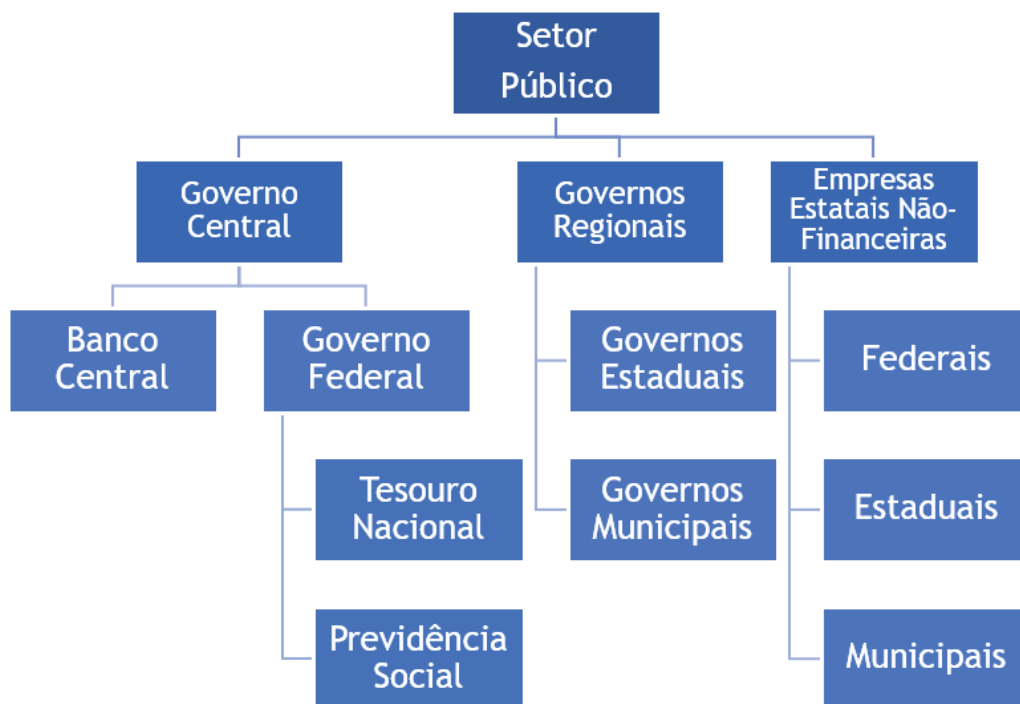 Setor
Público
Governo
Central
Governos
Regionais
Empresas
Estatais Não-
Financeiras
Banco
Central
Governo
Federal
Governos
Estaduais
Federais
Tesouro
Nacional
Governos
Municipais
Estaduais
Previdência
Social
Municipais